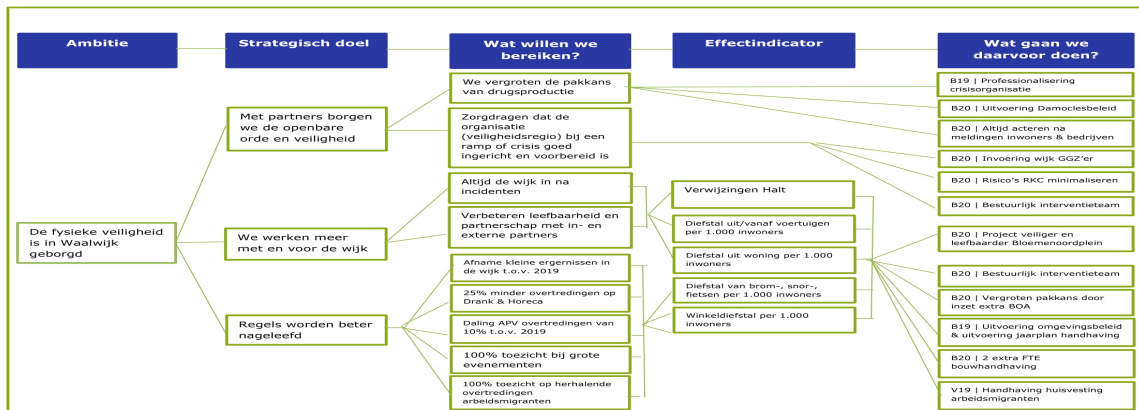 Ambitie
Strategisch doel
Wat willen we
bereiken?
Effectindicator
Wat gaan we
daarvoor doen?
De fysieke veiligheid
is in Waalwijk
geborgd
Met partners borgen
we de openbare
orde en veiligheid
We werken meer
met en voor de wijk
Regels worden beter
nageleefd
We vergroten de pakkans
van drugsproductie
Zorgdragen dat de
organisatie
(veiligheidsregio) bij een
ramp of crisis goed
ingericht en voorbereid is
Altijd de wijk in na
incidenten
Verbeteren leefbaarheid en
partnerschap met in- en
externe partners
Afname kleine ergernissen in
de wijk t.o.v. 2019
25% minder overtredingen op
Drank & Horeca
Daling APV overtredingen van
10% t.o.v. 2019
100% toezicht bij grote
evenementen
100% toezicht op herhalende
overtredingen
arbeidsmigranten
Verwijzingen Halt
Diefstal uit/vanaf voertuigen
per 1.000 inwoners
Diefstal uit woning per 1.000
inwoners
Diefstal van brom-, snor-,
fietsen per 1.000 inwoners
Winkeldiefstal per 1.000
inwoners
B19 | Professionalisering
crisisorganisatie
B20 | Uitvoering Damoclesbeleid
B20 | Altijd acteren na
meldingen inwoners & bedrijven
B20 | Invoering wijk GGZ'er
B20 | Risico's RKC minimaliseren
B20 | Bestuurlijk interventieteam
B20 | Project veiliger en
leefbaarder Bloemenoordplein
B20 | Bestuurlijk interventieteam
B20 | Vergroten pakkans door
inzet extra BOA
B19 | Uitvoering omgevingsbeleid
& uitvoering jaarplan handhaving
B20 | 2 extra FTE
bouwhandhaving
V19 | Handhaving huisvesting
arbeidsmigranten